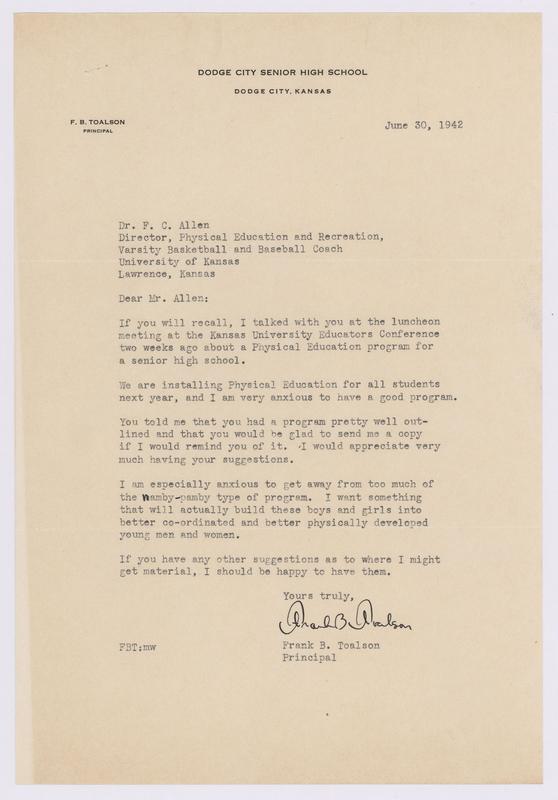 DODGE CITY SENIOR HIGH SCHOOL
DODGE CITY, KANSAS
F. B. TOALSON
PRINCIPAL
June 30, 1942
Dr. F. C. Allen
Director, Physical Education and Recreation,
Varsity Basketball and Baseball Coach
University of Kansas
Lawrence, Kansas
Dear Mr. Allen:
If you will recall, I talked with you at the luncheon
meeting at the Kansas University Educators Conference
two weeks ago about a Physical Education program for
a senior high school.
We are installing Physical Education for all students
next year, and I am very anxious to have a good program.
You told me that you had a program pretty well out-
lined and that you would be glad to send me a copy
if I would remind you of it. I would appreciate very
much having your suggestions.
I am especially anxious to get away from too much of
the namby-pamby type of program. I want something
that will actually build these boys and girls into
better co-ordinated and better physically developed
young men and women.
If you have any other suggestions as to where I might
get material, I should be happy to have them.
Yours truly,
Frank B. Toalson
FBT:mw
Frank B. Toalson
Principal